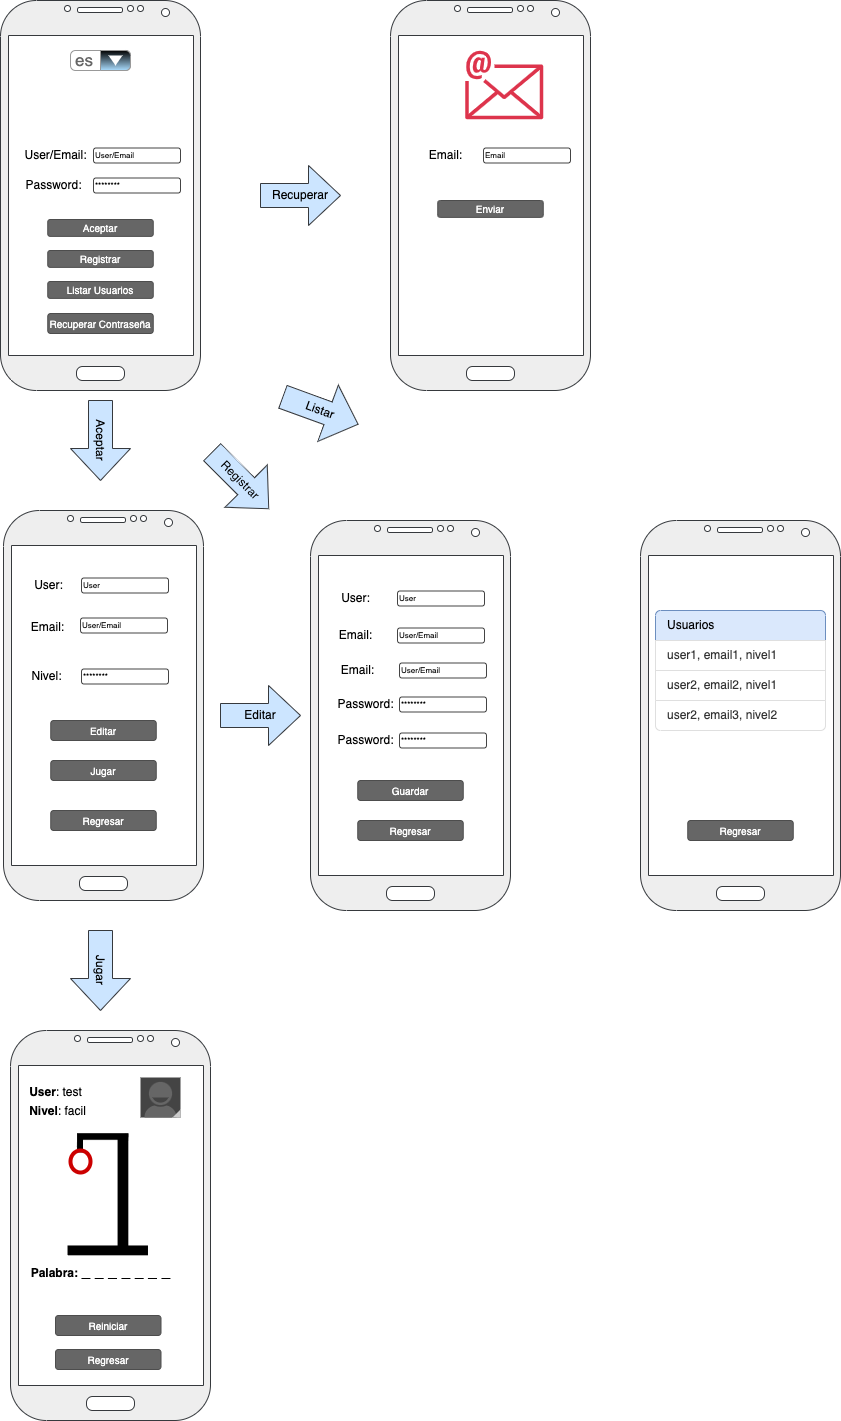 es
User/Email: User/Email
Password: ********
Aceptar
Registrar
Listar Usuarios
Recuperar Contraseña
Recuperar
@
Email: Email
Enviar
Listar
Aceptar
Registrar
User: User
Email: User/Email
Nivel: ********
Editar
Jugar
Regresar
Editar
User: User
Email: User/Email
Email: User/Email
Password: ********
Password: ********
Guardar
Regresar
Usuarios
user1, email1, nivel1
user2, email2, nivel1
user2, email3, nivel2
Regresar
Jugar
User: test
Nivel: facil
Palabra: _ _ _ _ _ _ _
Reiniciar
Regresar